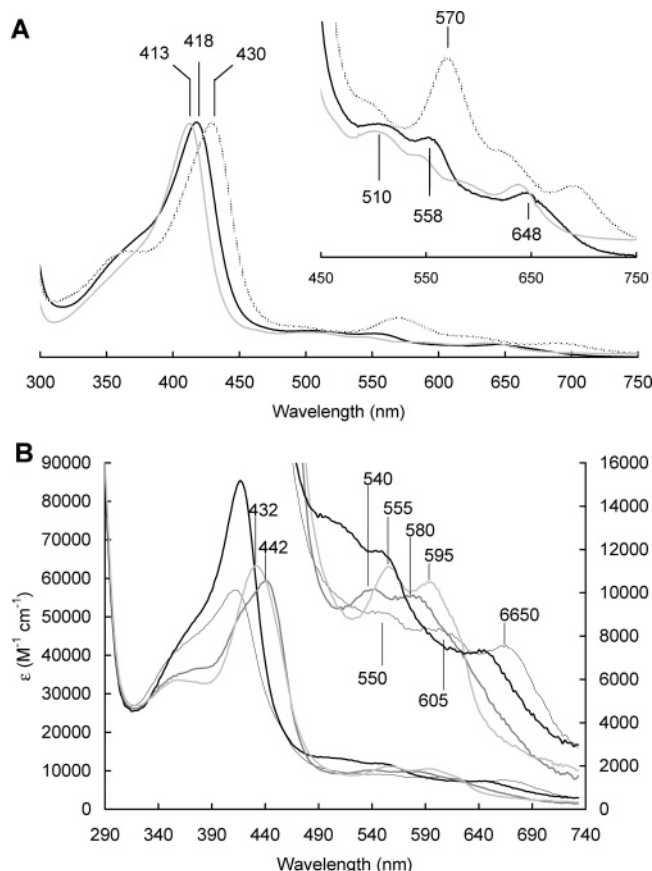 A
413 418 430
570
510 558 648
450 550 650 750
300 350 400 450 500 550 600 650 700 750
Wavelength (nm)
B
90000 80000 70000 60000 50000 40000 30000 20000 10000 0
ε (M⁻¹ cm⁻¹)
432
442
540 555 580 595
6650
550 605
16000 14000 12000 10000 8000 6000 4000 2000 0
290 340 390 440 490 540 590 640 690 740
Wavelength (nm)